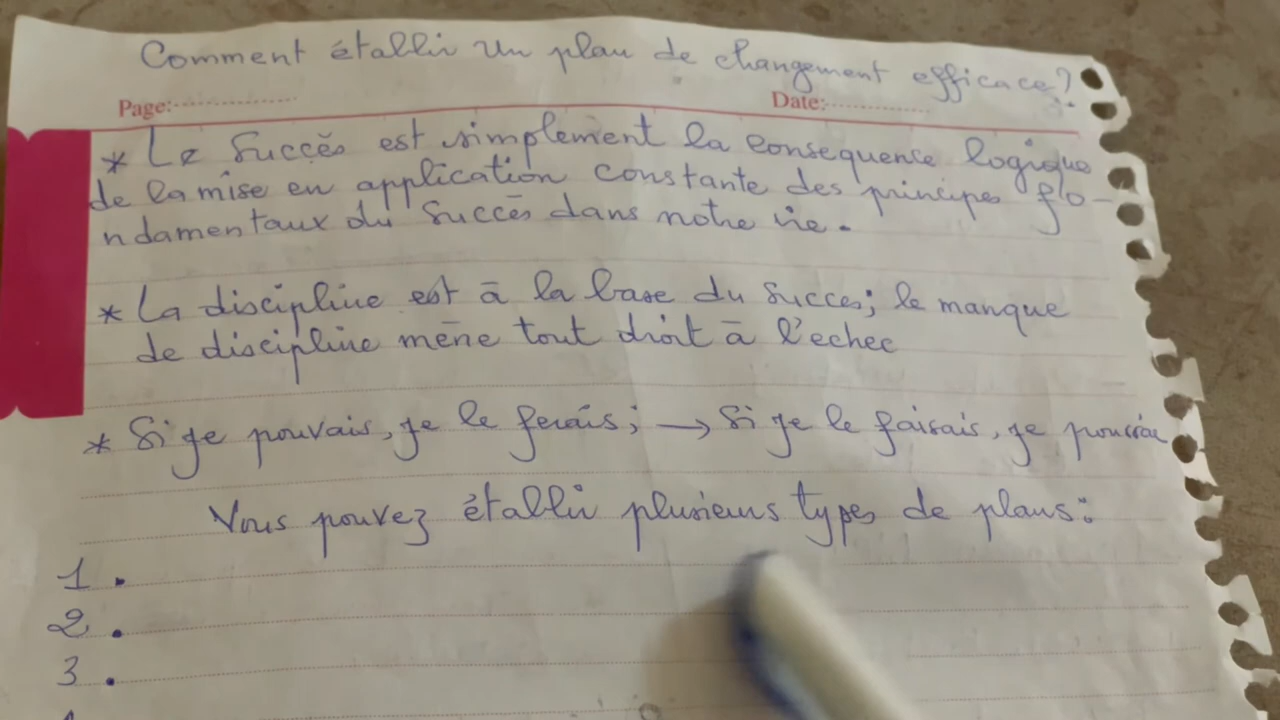 Comment établir un plan de changement efficace?
Page: Date:
* Le Succès est simplement la consequence logique
de la mise en application constante des principes fo-
ndamentaux du Succès dans notre vie.
* La discipline est à la base du succes; le manque
de discipline mène tout droit à l'echec
* Si je pouvais, je le ferais; → Si je le faisais, je pourrai
Vous pouvez établir plusieurs types de plans:
1.
2.
3.